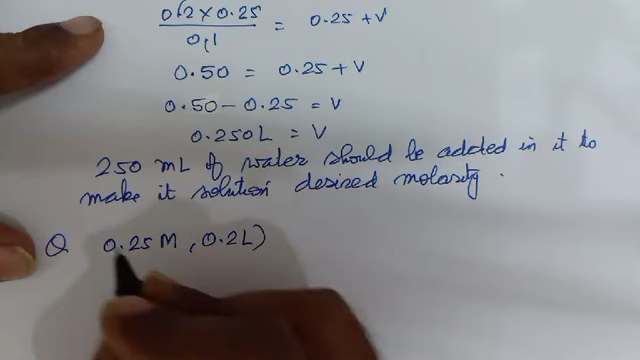 0.2 × 0.25 / 0.1 = 0.25 + V
0.50 = 0.25 + V
0.50 - 0.25 = V
0.250L = V
250 mL of water should be added in it to
make it solution desired molarity.
Q 0.25 M , 0.2L)